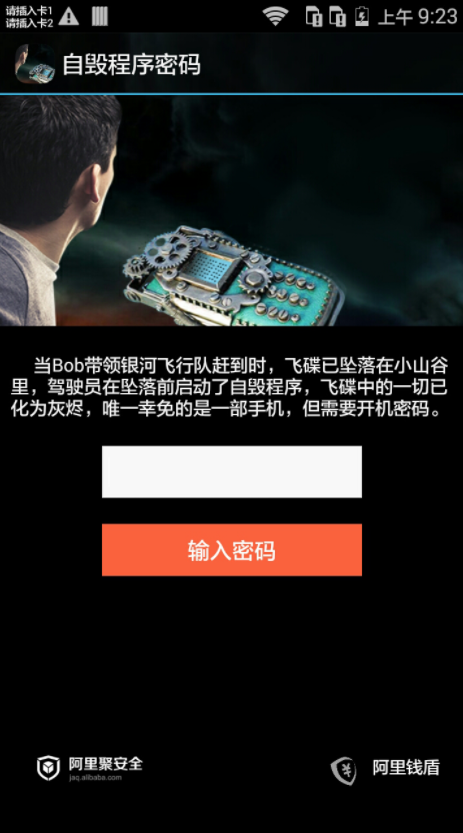 请插入卡1
请插入卡2
上午 9:23
自毁程序密码
当Bob带领银河飞行队赶到时，飞碟已坠落在小山谷
里，驾驶员在坠落前启动了自毁程序，飞碟中的一切已
化为灰烬，唯一幸免的是一部手机，但需要开机密码。
输入密码
阿里聚安全
jaq.alibaba.com
阿里钱盾